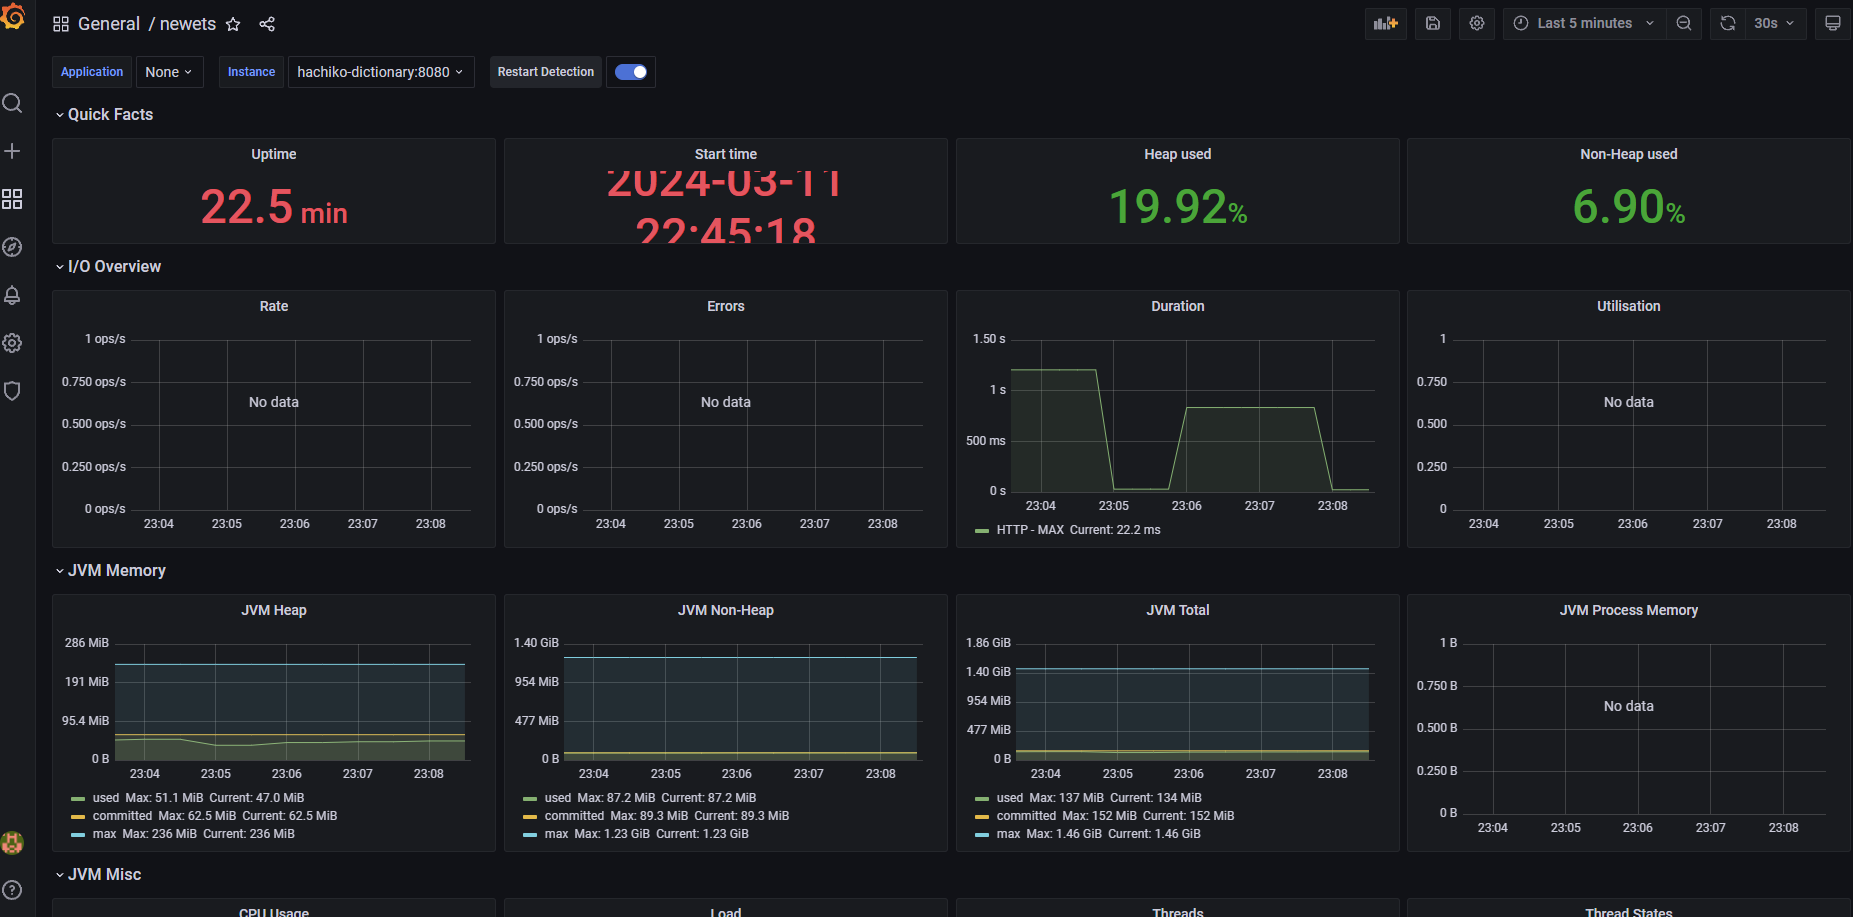 General / newets
Last 5 minutes
30s
Application
None
Instance
hachiko-dictionary:8080
Restart Detection
Quick Facts
Uptime
22.5 min
Start time
2024-03-11
22:45:18
Heap used
19.92%
Non-Heap used
6.90%
I/O Overview
Rate
1 ops/s
0.750 ops/s
0.500 ops/s
0.250 ops/s
0 ops/s
No data
23:04 23:05 23:06 23:07 23:08
Errors
1 ops/s
0.750 ops/s
0.500 ops/s
0.250 ops/s
0 ops/s
No data
23:04 23:05 23:06 23:07 23:08
Duration
1.50 s
1 s
500 ms
0 s
23:04 23:05 23:06 23:07 23:08
HTTP - MAX Current: 22.2 ms
Utilisation
1
0.750
0.500
0.250
0
No data
23:04 23:05 23:06 23:07 23:08
JVM Memory
JVM Heap
286 MiB
191 MiB
95.4 MiB
0 B
23:04 23:05 23:06 23:07 23:08
used Max: 51.1 MiB Current: 47.0 MiB
committed Max: 62.5 MiB Current: 62.5 MiB
max Max: 236 MiB Current: 236 MiB
JVM Non-Heap
1.40 GiB
954 MiB
477 MiB
0 B
23:04 23:05 23:06 23:07 23:08
used Max: 87.2 MiB Current: 87.2 MiB
committed Max: 89.3 MiB Current: 89.3 MiB
max Max: 1.23 GiB Current: 1.23 GiB
JVM Total
1.86 GiB
1.40 GiB
954 MiB
477 MiB
0 B
23:04 23:05 23:06 23:07 23:08
used Max: 137 MiB Current: 134 MiB
committed Max: 152 MiB Current: 152 MiB
max Max: 1.46 GiB Current: 1.46 GiB
JVM Process Memory
1 B
0.750 B
0.500 B
0.250 B
0 B
No data
23:04 23:05 23:06 23:07 23:08
JVM Misc
CPU Usage
Load
Threads
Thread States